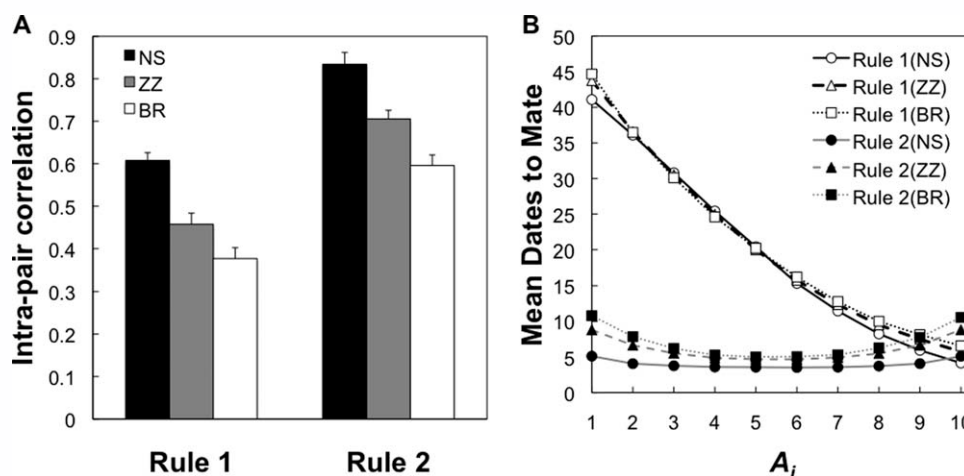 A
Intra-pair correlation
0.9
0.8
0.7
0.6
0.5
0.4
0.3
0.2
0.1
0
NS
ZZ
BR
Rule 1
Rule 2
B
Mean Dates to Mate
50
45
40
35
30
25
20
15
10
5
0
Rule 1(NS)
Rule 1(ZZ)
Rule 1(BR)
Rule 2(NS)
Rule 2(ZZ)
Rule 2(BR)
1 2 3 4 5 6 7 8 9 10
A_i